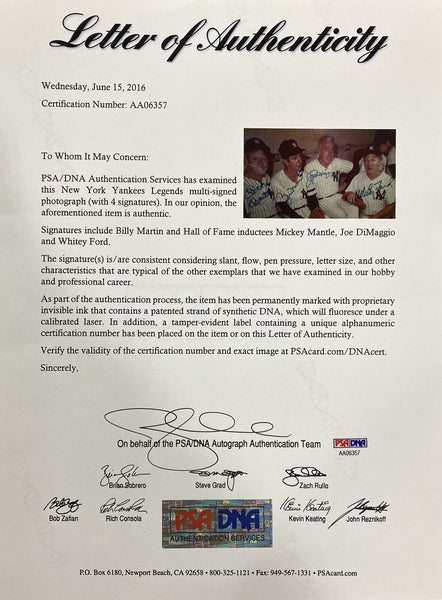 Letter of Authenticity
Wednesday, June 15, 2016
Certification Number: AA06357
To Whom It May Concern:
PSA/DNA Authentication Services has examined
this New York Yankees Legends multi-signed
photograph (with 4 signatures). In our opinion, the
aforementioned item is authentic.
Signatures include Billy Martin and Hall of Fame inductees Mickey Mantle, Joe DiMaggio
and Whitey Ford.
The signature(s) is/are consistent considering slant, flow, pen pressure, letter size, and other
characteristics that are typical of the other exemplars that we have examined in our hobby
and professional career.
As part of the authentication process, the item has been permanently marked with proprietary
invisible ink that contains a patented strand of synthetic DNA, which will fluoresce under a
calibrated laser. In addition, a tamper-evident label containing a unique alphanumeric
certification number has been placed on the item or on this Letter of Authenticity.
Verify the validity of the certification number and exact image at PSAcard.com/DNAcert.
Sincerely,
On behalf of the PSA/DNA Autograph Authentication Team
PSA DNA
AA06357
Brian Sobrero Steve Grad Zach Rullo
Bob Zafian Rich Consola Kevin Keating John Reznikoff
PSA DNA
AUTHENTICATION SERVICES
P.O. Box 6180, Newport Beach, CA 92658 • 800-325-1121 • Fax: 949-567-1331 • PSAcard.com